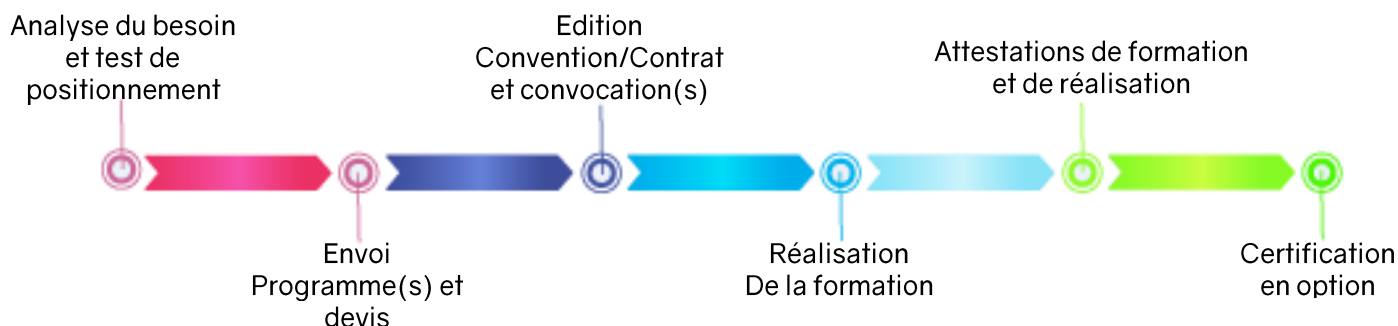 Analyse du besoin
et test de
positionnement
Envoi
Programme(s) et
devis
Edition
Convention/Contrat
et convocation(s)
Réalisation
De la formation
Attestations de formation
et de réalisation
Certification
en option